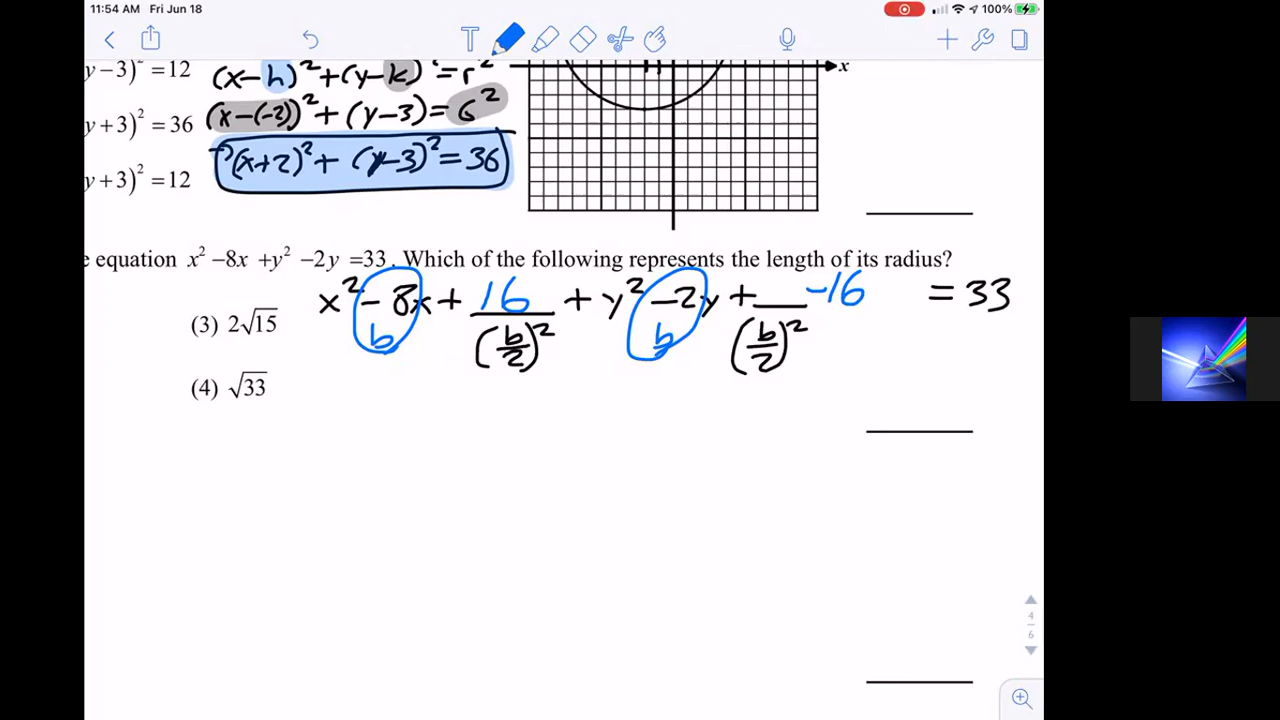 11:54 AM Fri Jun 18 100%
T
y − 3)² = 12
(x-h)²+(y-k)²=r²
(x-(-2))²+(y-3)=6²
y + 3)² = 36
(x+2)²+(y-3)²=36
y + 3)² = 12
x
e equation x² −8x +y² −2y =33 . Which of the following represents the length of its radius?
x²-8x+16+y²-2y+__-16 =33
b (b/2)² b (b/2)²
(3) 2√15
(4) √33
4
6